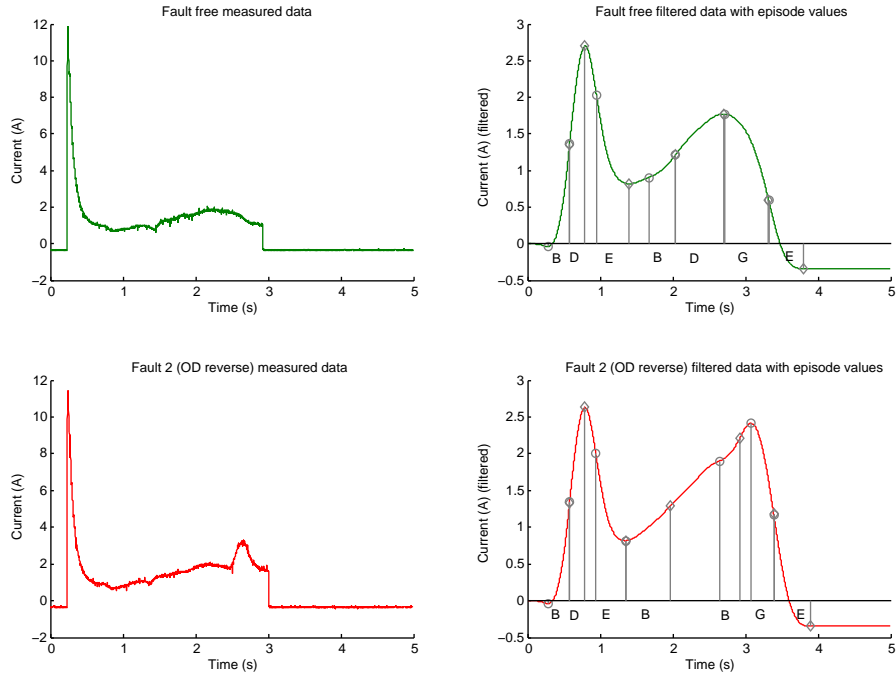 Fault free measured data
12
10
8
6
4
2
0
−2
Current (A)
0 1 2 3 4 5
Time (s)
Fault free filtered data with episode values
3
2.5
2
1.5
1
0.5
0
−0.5
Current (A) (filtered)
B D E B D G E
0 1 2 3 4 5
Time (s)
Fault 2 (OD reverse) measured data
12
10
8
6
4
2
0
−2
Current (A)
0 1 2 3 4 5
Time (s)
Fault 2 (OD reverse) filtered data with episode values
3
2.5
2
1.5
1
0.5
0
−0.5
Current (A) (filtered)
B D E B B G E
0 1 2 3 4 5
Time (s)